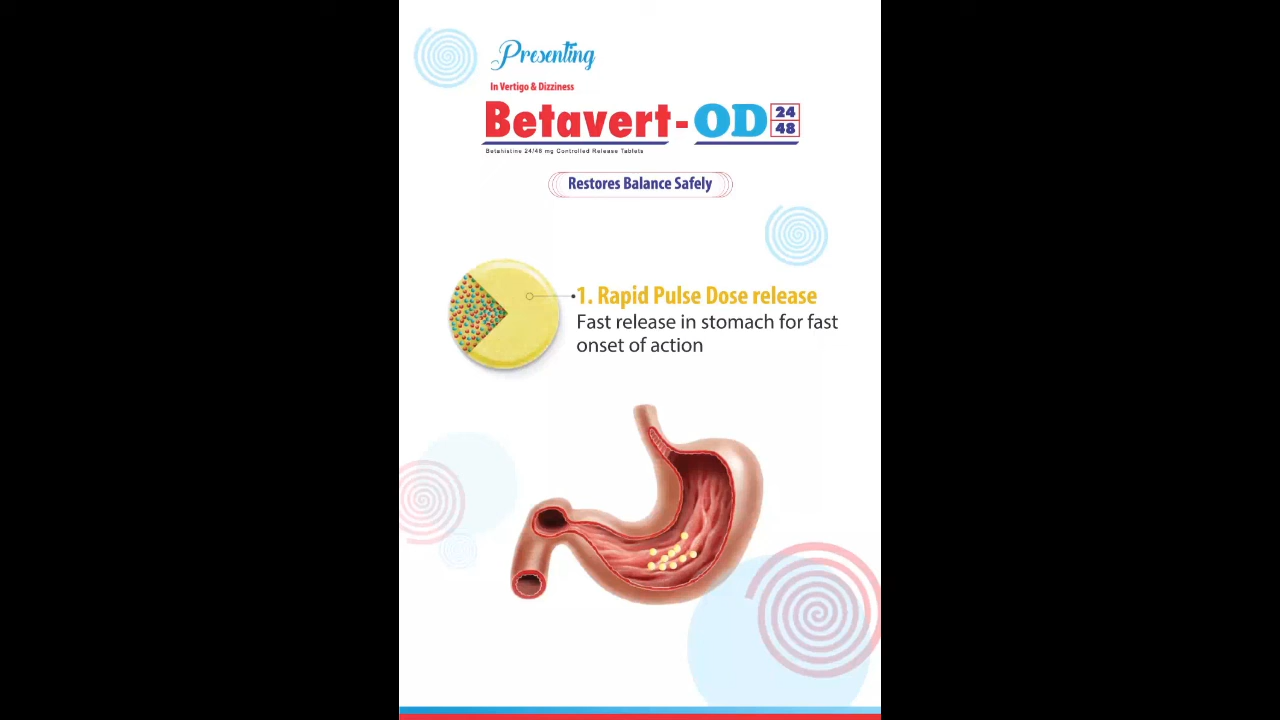 Presenting
In Vertigo & Dizziness
Betavert-OD 24 48
Betahistine 24/48 mg Controlled Release Tablets
Restores Balance Safely
1. Rapid Pulse Dose release
Fast release in stomach for fast
onset of action